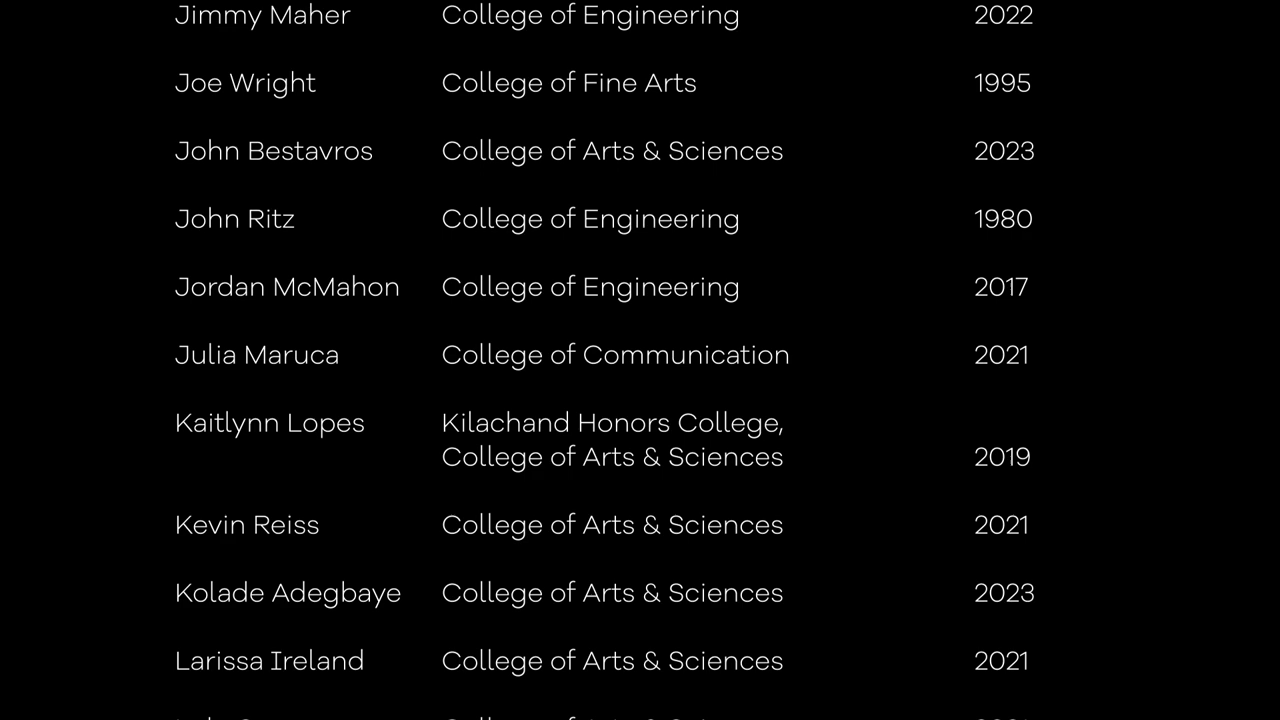 Jimmy Maher College of Engineering 2022
Joe Wright College of Fine Arts 1995
John Bestavros College of Arts & Sciences 2023
John Ritz College of Engineering 1980
Jordan McMahon College of Engineering 2017
Julia Maruca College of Communication 2021
Kaitlynn Lopes Kilachand Honors College,
College of Arts & Sciences 2019
Kevin Reiss College of Arts & Sciences 2021
Kolade Adegbaye College of Arts & Sciences 2023
Larissa Ireland College of Arts & Sciences 2021